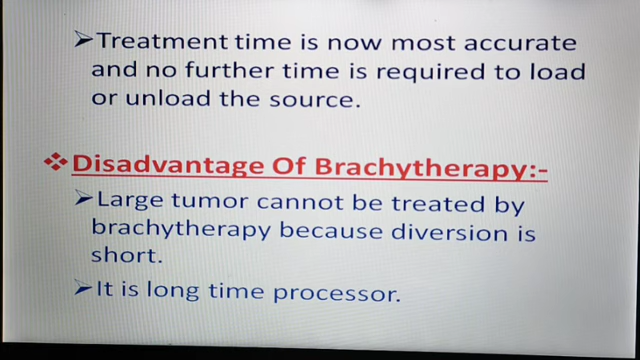 ➢Treatment time is now most accurate
and no further time is required to load
or unload the source.
❖Disadvantage Of Brachytherapy:-
➢Large tumor cannot be treated by
brachytherapy because diversion is
short.
➢It is long time processor.